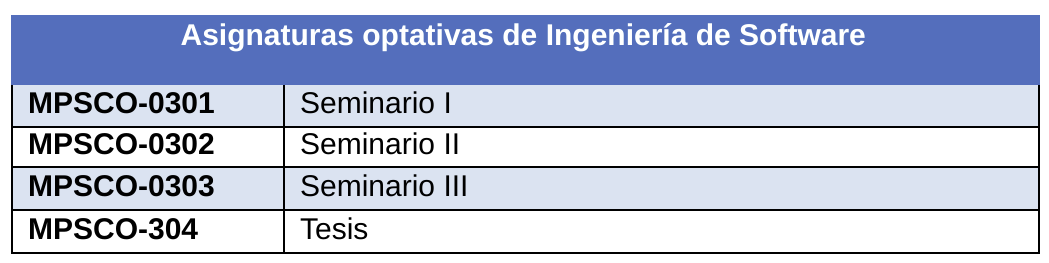 Asignaturas optativas de Ingeniería de Software
MPSCO-0301 Seminario I
MPSCO-0302 Seminario II
MPSCO-0303 Seminario III
MPSCO-304 Tesis